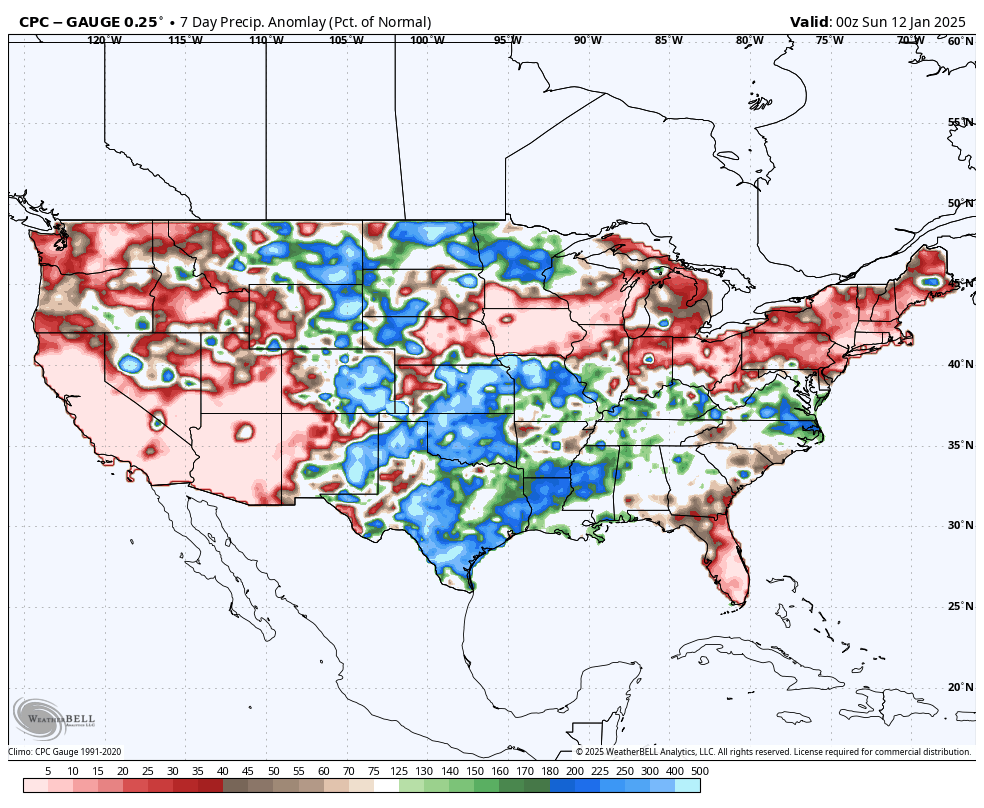 CPC – GAUGE 0.25° • 7 Day Precip. Anomlay (Pct. of Normal) Valid: 00z Sun 12 Jan 2025
120°W 115°W 110°W 105°W 100°W 95°W 90°W 85°W 80°W 75°W 70°W 60°N
55°N
50°N
45°N
40°N
35°N
30°N
25°N
20°N
WEATHERBELL
Analytics LLC
Climo: CPC Gauge 1991-2020 © 2025 WeatherBELL Analytics, LLC. All rights reserved. License required for commercial distribution.
5 10 15 20 25 30 35 40 45 50 55 60 70 75 125 130 140 150 160 170 180 200 225 250 300 400 500